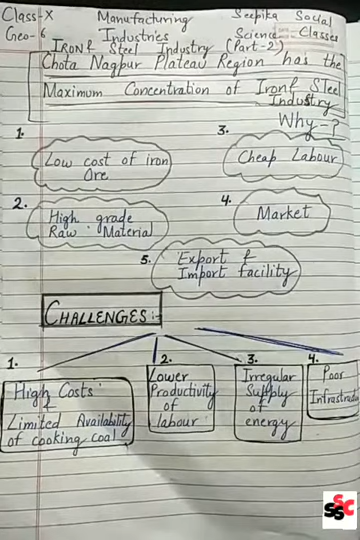 Class-X Manufacturing Seepika Social
Geo-6 Industries Science Classes
Iron & Steel Industry (Part-2)
Chota Nagpur Plateau Region has the
Maximum Concentration of Iron & Steel
Industry
Why-?
1.
Low cost of iron
Ore
3.
Cheap Labour
2.
High grade
Raw Material
4.
Market
5.
Export &
Import facility
CHALLENGES:-
1.
High Costs
&
Limited Availability
of cooking coal
2.
Lower
Productivity
of
labour
3.
Irregular
Supply
of
energy
4.
Poor
SSC